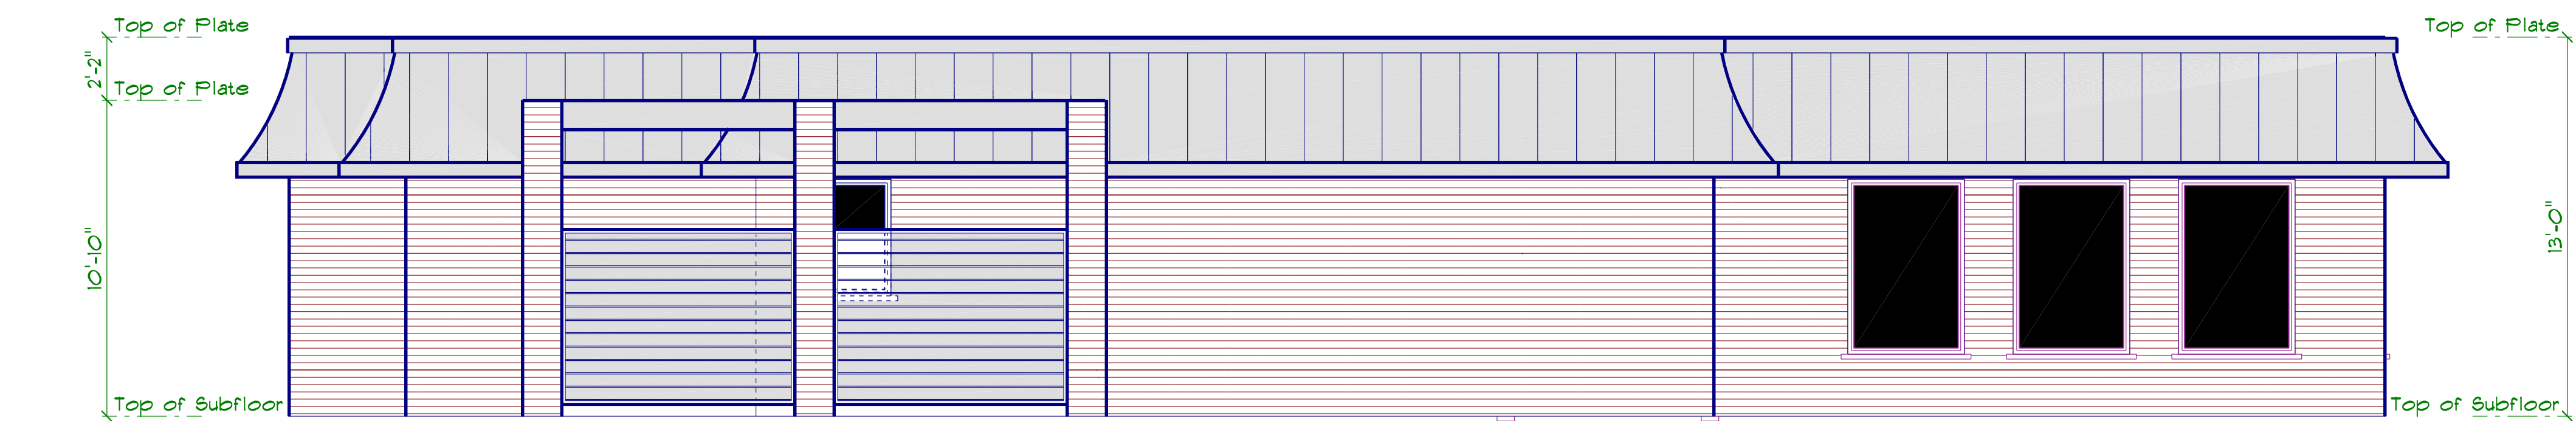 Top of Plate
Top of Plate
2'-2"
Top of Plate
10'-10"
13'-0"
Top of Subfloor
Top of Subfloor